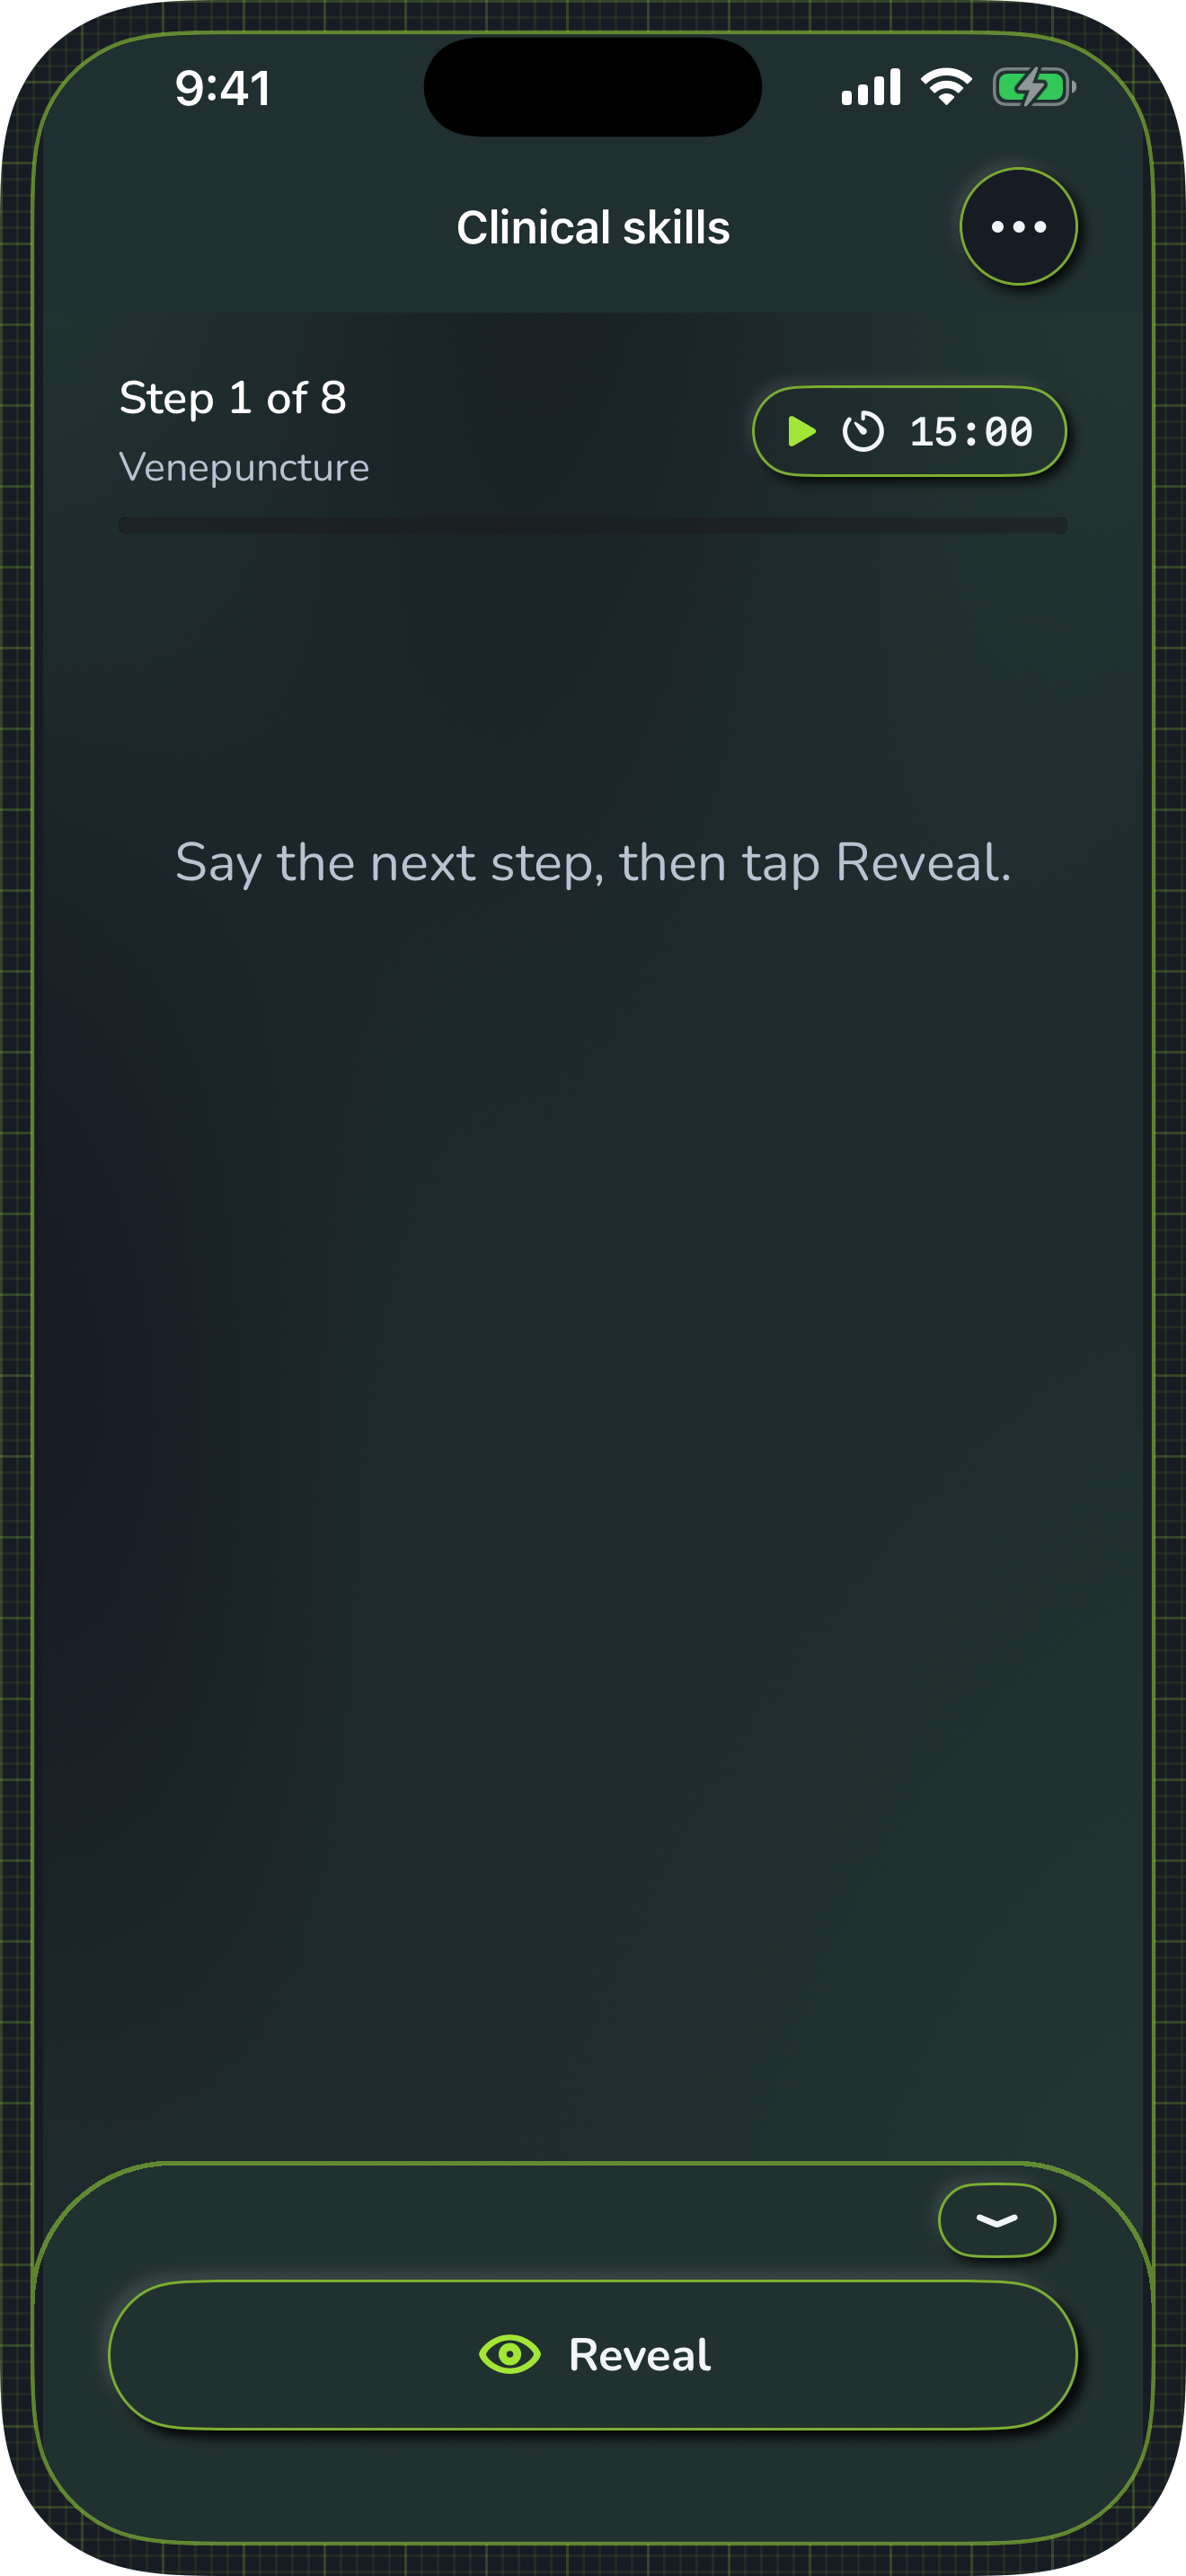 9:41
Clinical skills
Step 1 of 8
Venepuncture
15:00
Say the next step, then tap Reveal.
Reveal